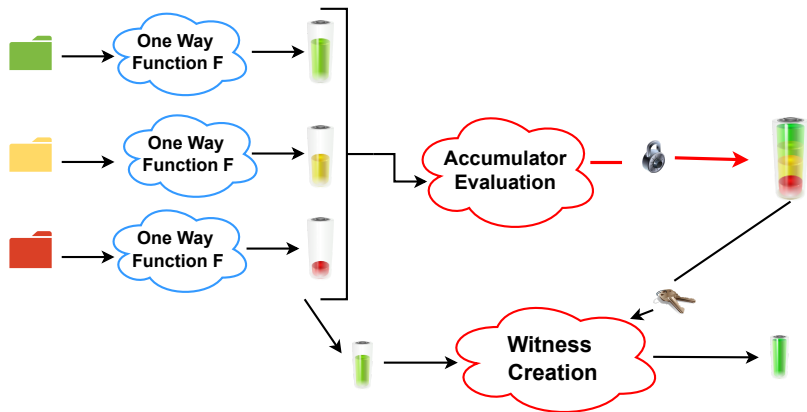 One Way
Function F
One Way
Function F
Accumulator
Evaluation
One Way
Function F
Witness
Creation